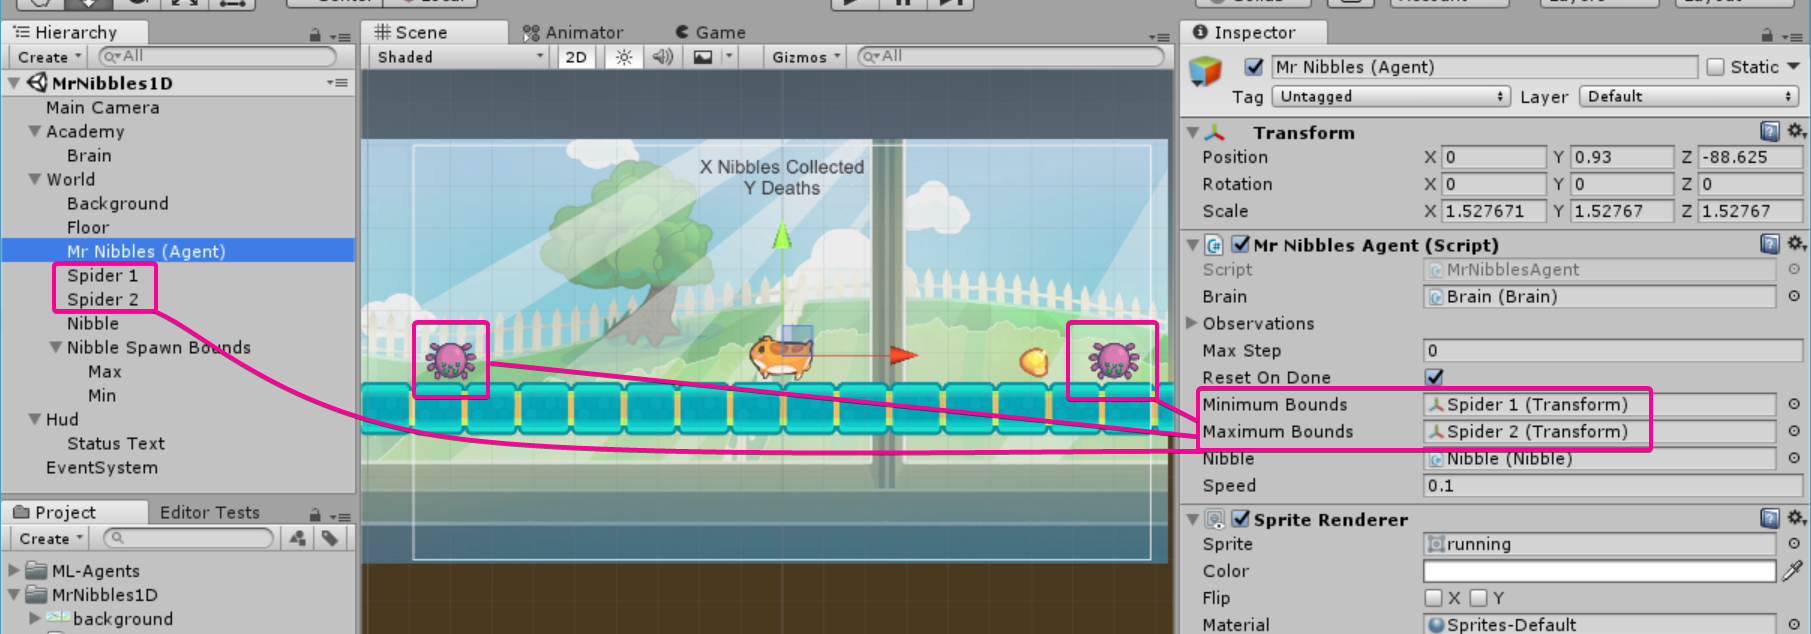 Center
Local
Collab
Account
Layers
Layout
Hierarchy
Create
All
MrNibbles1D
Main Camera
Academy
Brain
World
Background
Floor
Mr Nibbles (Agent)
Spider 1
Spider 2
Nibble
Nibble Spawn Bounds
Max
Min
Hud
Status Text
EventSystem
Project
Editor Tests
Create
ML-Agents
MrNibbles1D
background
Scene
Animator
Game
Shaded
2D
Gizmos
All
X Nibbles Collected
Y Deaths
Inspector
Mr Nibbles (Agent)
Static
Tag Untagged Layer Default
Transform
Position X 0 Y 0.93 Z -88.625
Rotation X 0 Y 0 Z 0
Scale X 1.527671 Y 1.52767 Z 1.52767
Mr Nibbles Agent (Script)
Script MrNibblesAgent
Brain Brain (Brain)
Observations
Max Step 0
Reset On Done
Minimum Bounds Spider 1 (Transform)
Maximum Bounds Spider 2 (Transform)
Nibble Nibble (Nibble)
Speed 0.1
Sprite Renderer
Sprite running
Color
Flip X Y
Material Sprites-Default